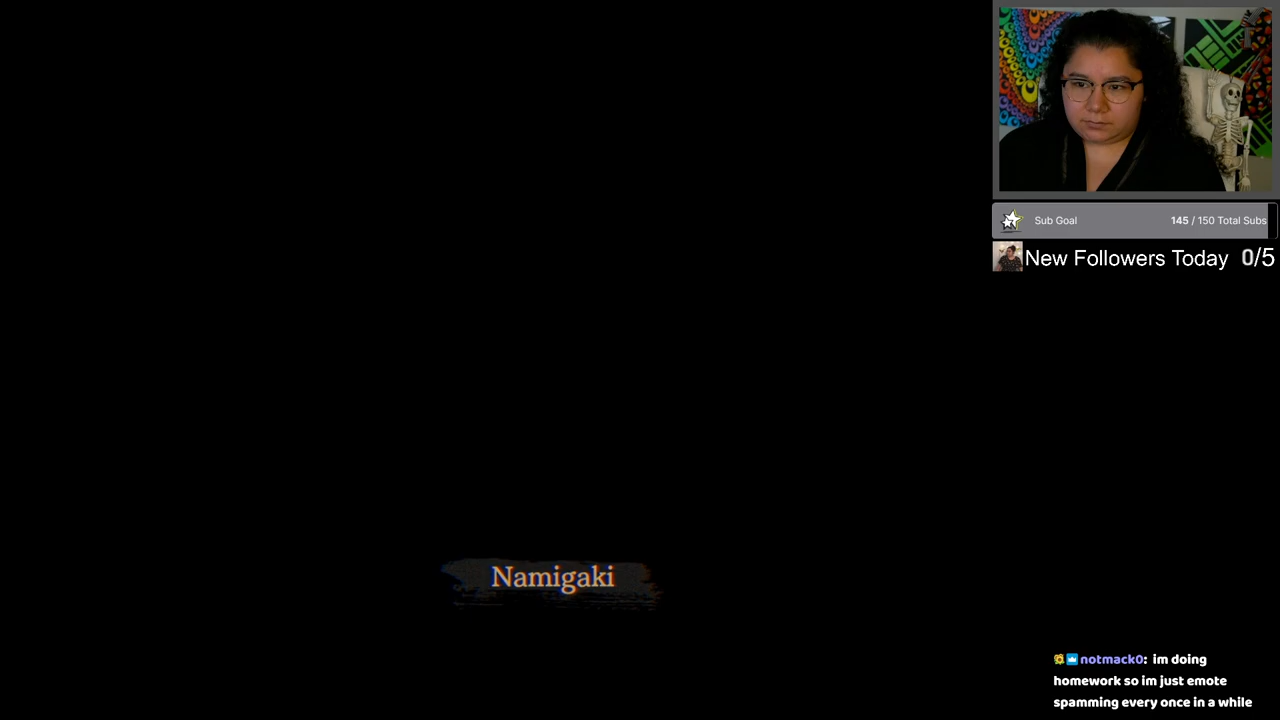 Sub Goal 145 / 150 Total Subs
New Followers Today 0/5
Namigaki
notmack0: im doing
homework so im just emote
spamming every once in a while